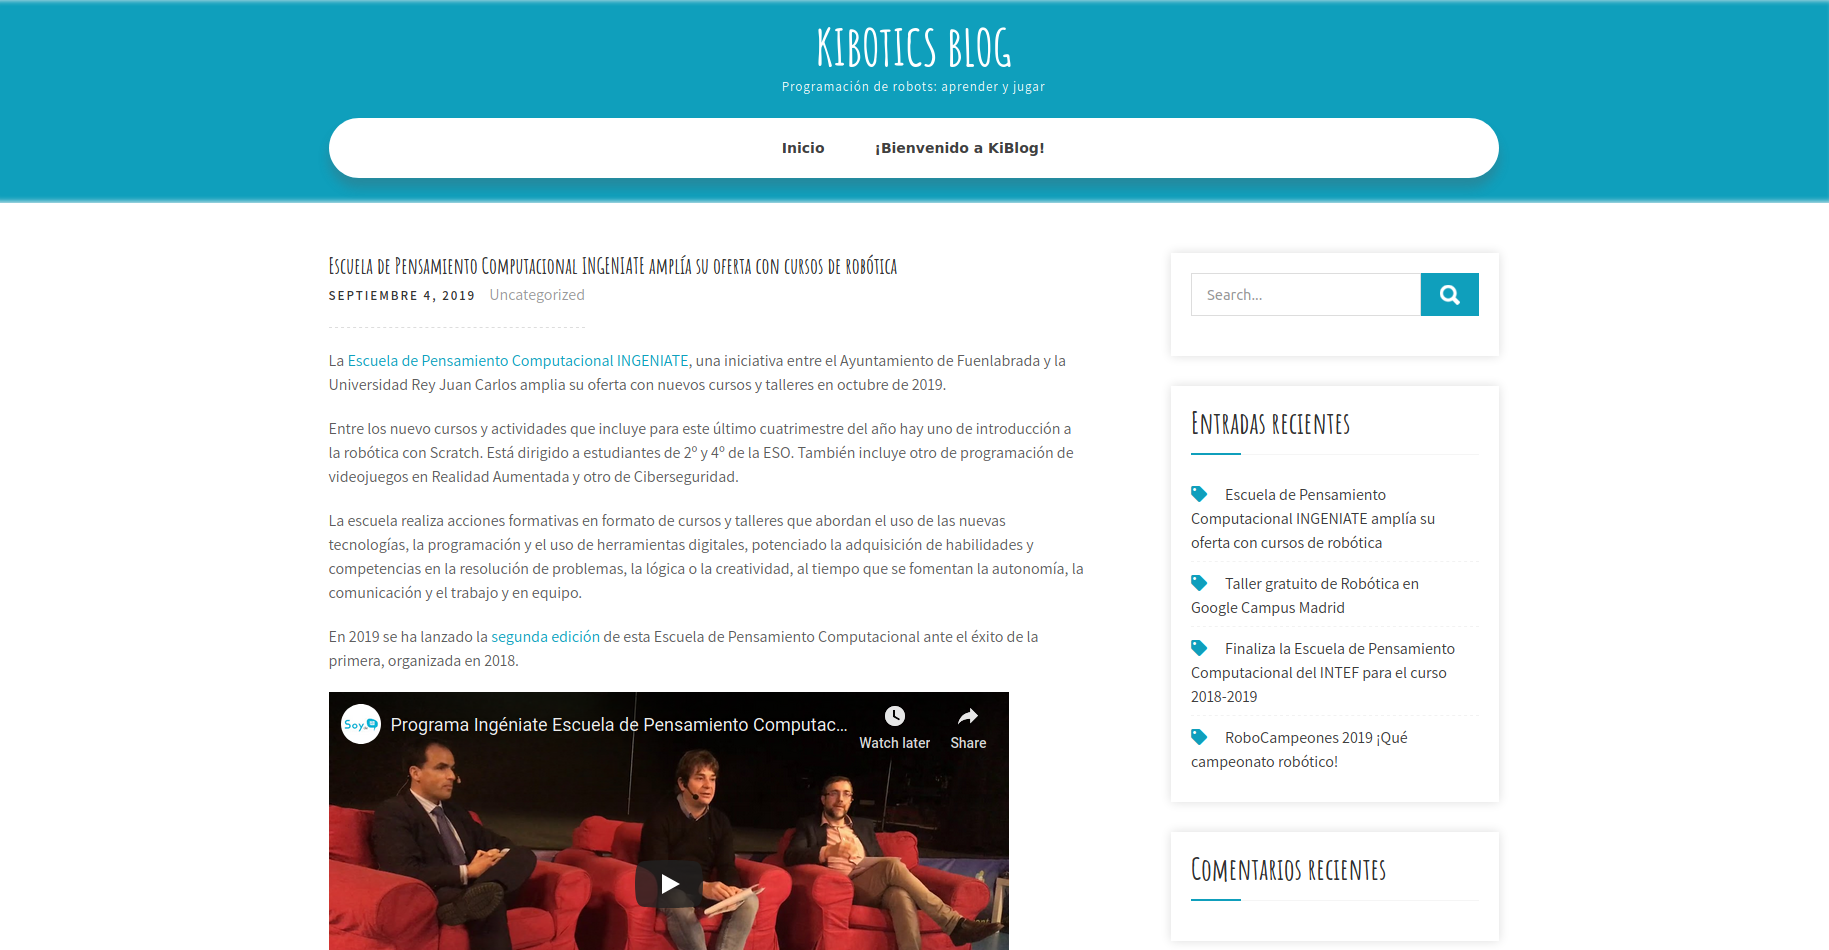 KIBOTICS BLOG
Programación de robots: aprender y jugar
Inicio
¡Bienvenido a KiBlog!
Escuela de Pensamiento Computacional INGENIATE amplía su oferta con cursos de robótica
SEPTIEMBRE 4, 2019 Uncategorized
La Escuela de Pensamiento Computacional INGENIATE, una iniciativa entre el Ayuntamiento de Fuenlabrada y la
Universidad Rey Juan Carlos amplia su oferta con nuevos cursos y talleres en octubre de 2019.
Entre los nuevo cursos y actividades que incluye para este último cuatrimestre del año hay uno de introducción a
la robótica con Scratch. Está dirigido a estudiantes de 2º y 4º de la ESO. También incluye otro de programación de
videojuegos en Realidad Aumentada y otro de Ciberseguridad.
La escuela realiza acciones formativas en formato de cursos y talleres que abordan el uso de las nuevas
tecnologías, la programación y el uso de herramientas digitales, potenciado la adquisición de habilidades y
competencias en la resolución de problemas, la lógica o la creatividad, al tiempo que se fomentan la autonomía, la
comunicación y el trabajo y en equipo.
En 2019 se ha lanzado la segunda edición de esta Escuela de Pensamiento Computacional ante el éxito de la
primera, organizada en 2018.
Soy
Programa Ingéniate Escuela de Pensamiento Computac...
Watch later
Share
Search...
Entradas recientes
Escuela de Pensamiento
Computacional INGENIATE amplía su
oferta con cursos de robótica
Taller gratuito de Robótica en
Google Campus Madrid
Finaliza la Escuela de Pensamiento
Computacional del INTEF para el curso
2018-2019
RoboCampeones 2019 ¡Qué
campeonato robótico!
Comentarios recientes